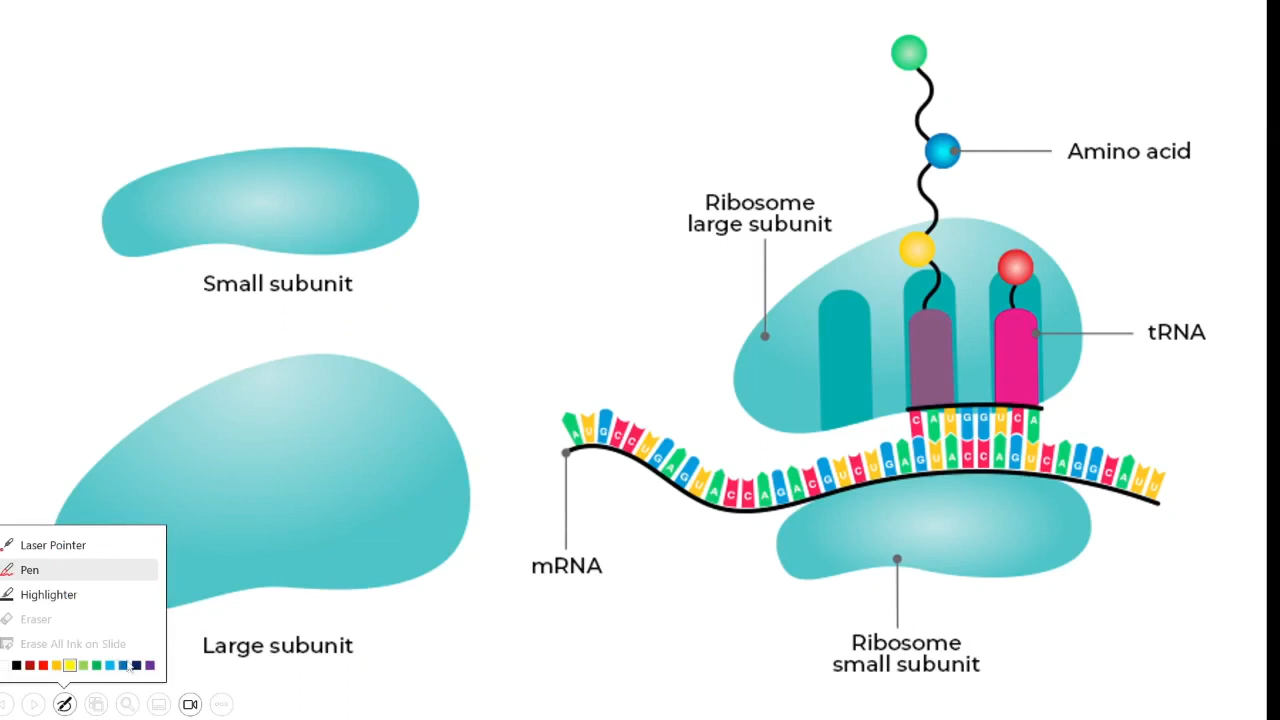 Small subunit
Large subunit
Ribosome
large subunit
Amino acid
tRNA
C A U G G U C A
A U G C C U G A G U A C C A G A C G U C U G A G U A C C A G U C A G G C A U U
mRNA
Ribosome
small subunit
Laser Pointer
Pen
Highlighter
Eraser
Erase All Ink on Slide